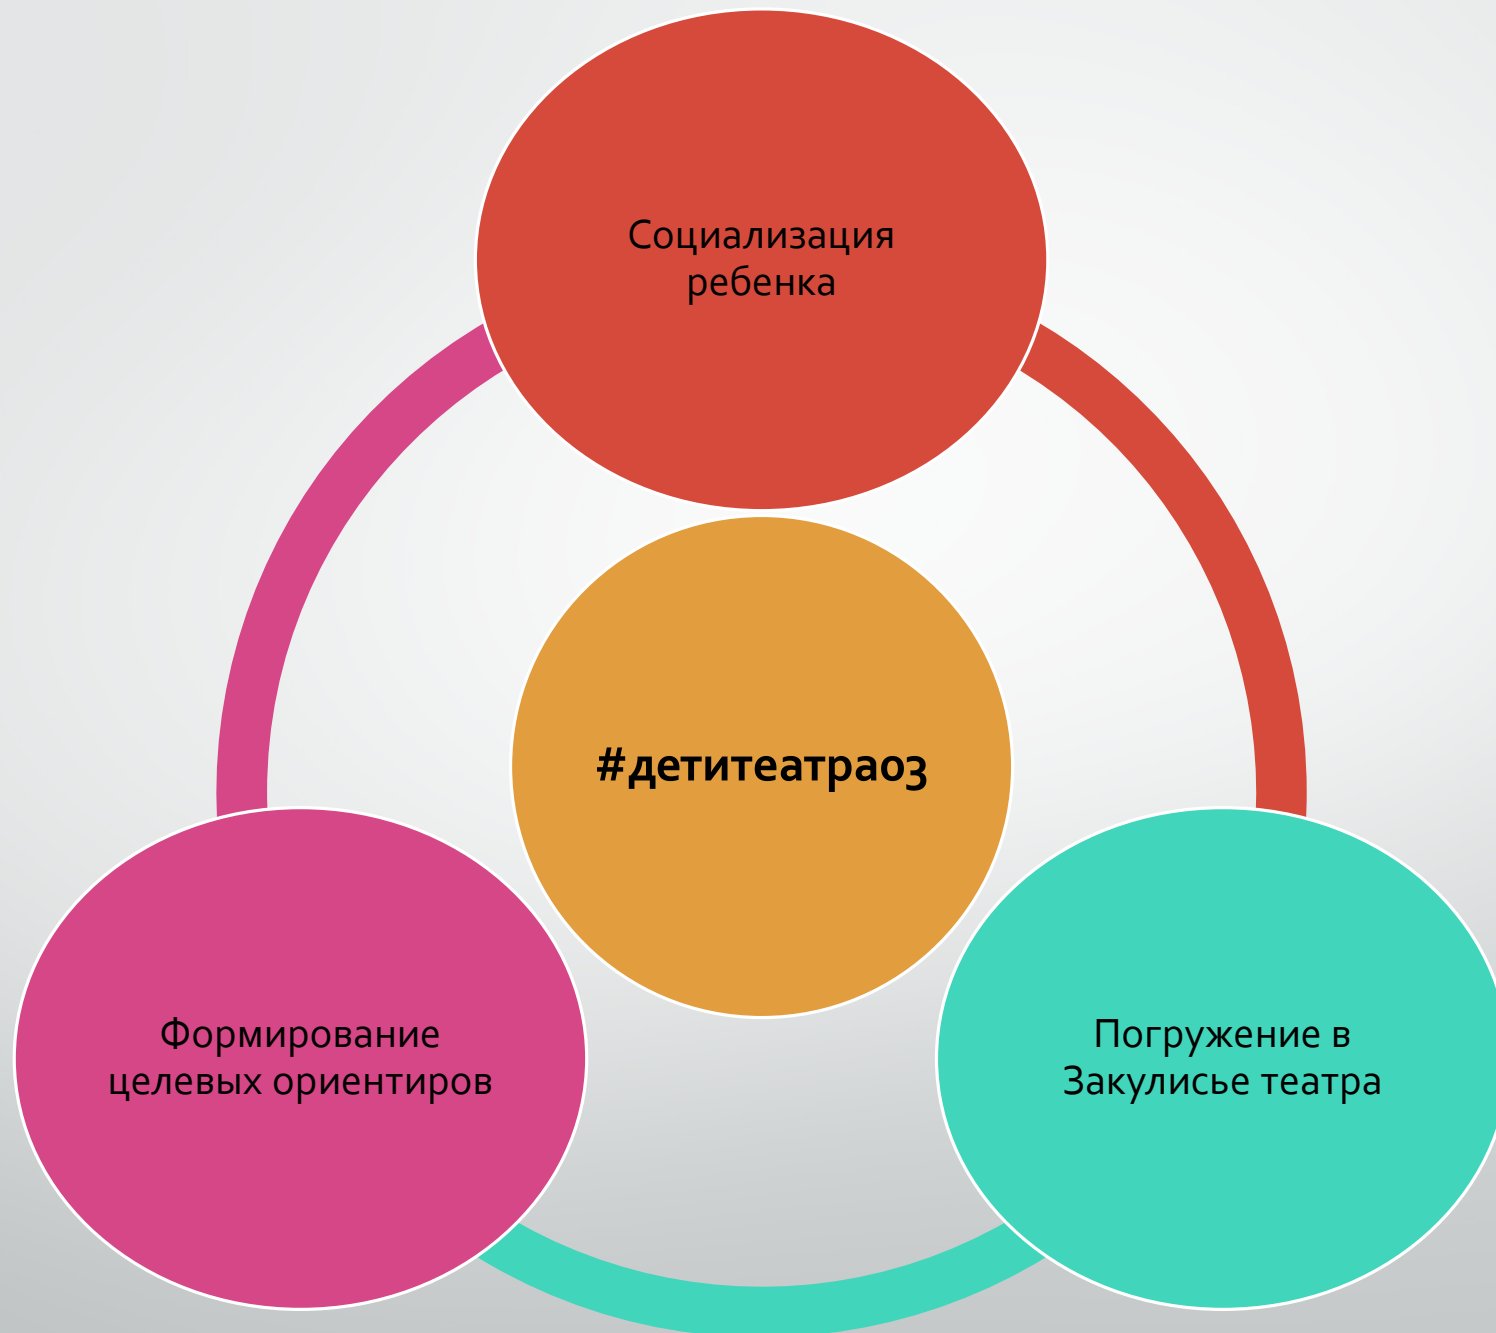 Социализация
ребенка
#детитеатра03
Формирование
целевых ориентиров
Погружение в
Закулисье театра